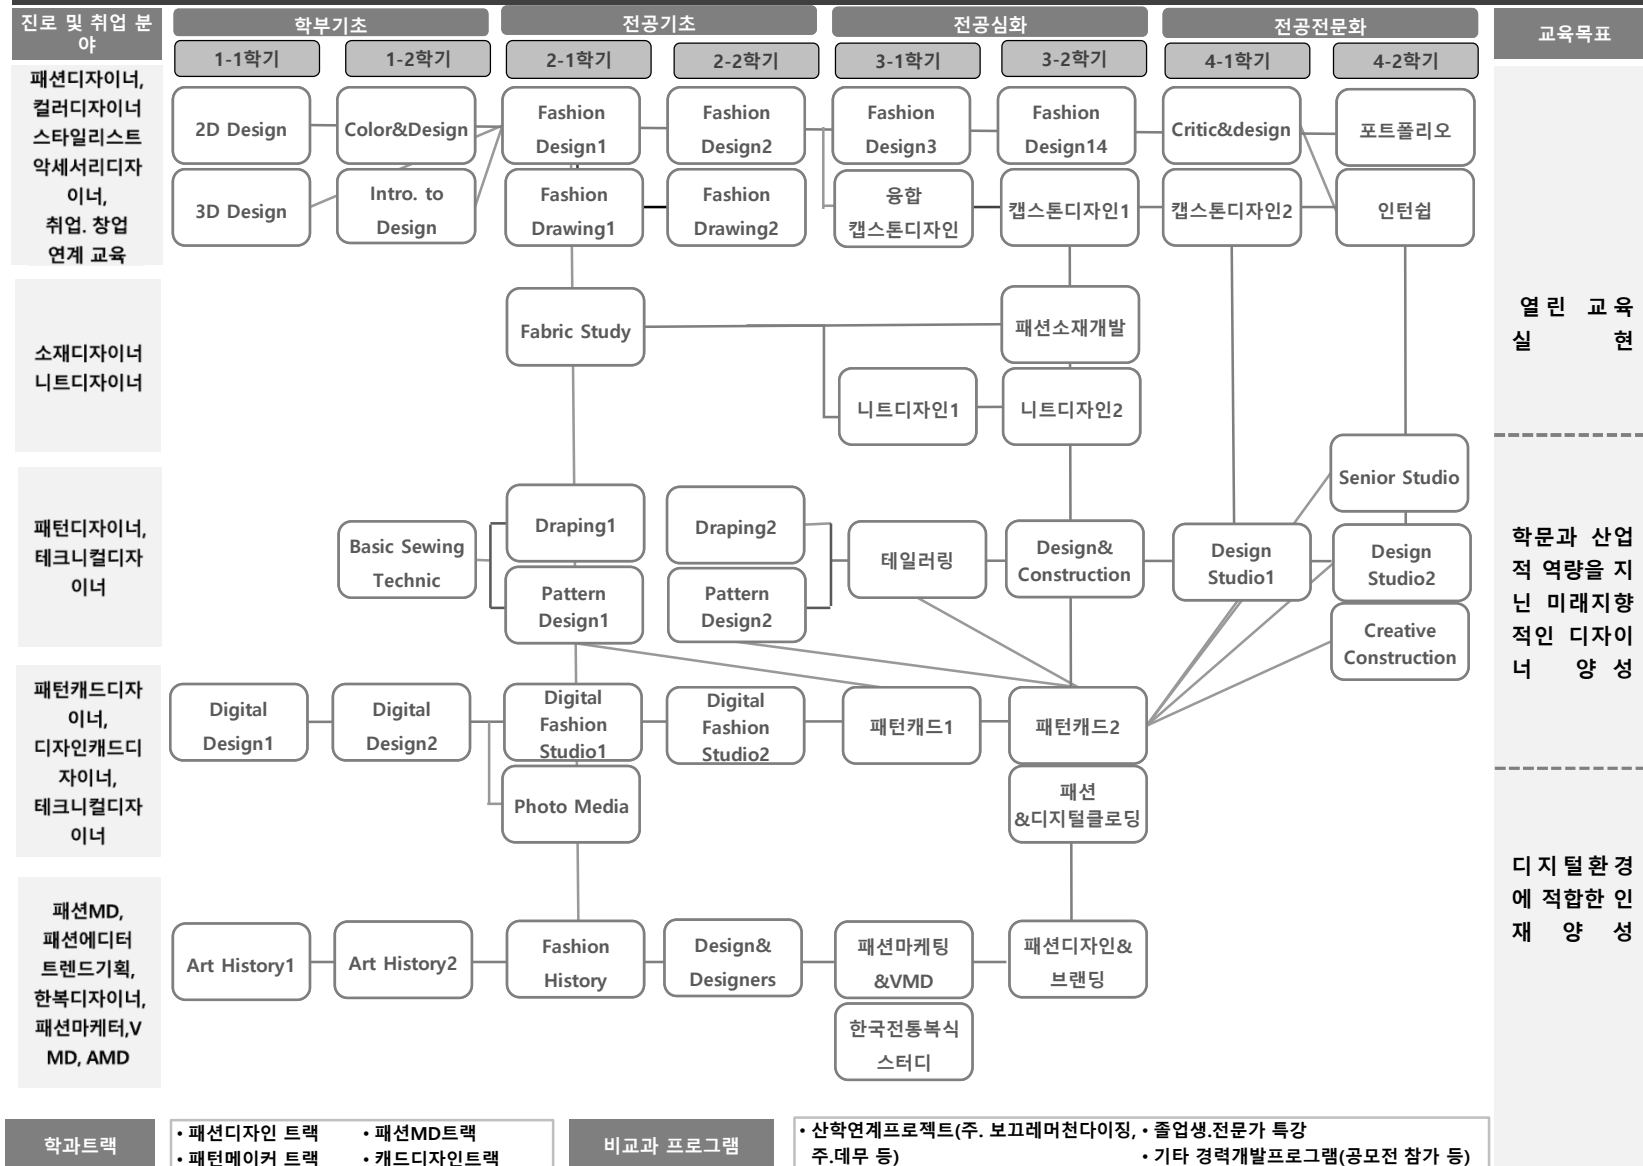 진로 및 취업 분
야
학부기초
전공기초
전공심화
전공전문화
교육목표
1-1학기
1-2학기
2-1학기
2-2학기
3-1학기
3-2학기
4-1학기
4-2학기
패션디자이너,
컬러디자이너
스타일리스트
악세서리디자
이너,
취업. 창업
연계 교육
2D Design
Color&Design
Fashion
Design1
Fashion
Design2
Fashion
Design3
Fashion
Design14
Critic&design
포트폴리오
3D Design
Intro. to
Design
Fashion
Drawing1
Fashion
Drawing2
융합
캡스톤디자인
캡스톤디자인1
캡스톤디자인2
인턴쉽
소재디자이너
니트디자이너
Fabric Study
패션소재개발
니트디자인1
니트디자인2
열린 교육
실 현
패턴디자이너,
테크니컬디자
이너
Basic Sewing
Technic
Draping1
Draping2
Pattern
Design1
Pattern
Design2
테일러링
Design&
Construction
Design
Studio1
Senior Studio
Design
Studio2
Creative
Construction
학문과 산업
적 역량을 지
닌 미래지향
적인 디자이
너 양성
패턴캐드디자
이너,
디자인캐드디
자이너,
테크니컬디자
이너
Digital
Design1
Digital
Design2
Digital
Fashion
Studio1
Digital
Fashion
Studio2
패턴캐드1
패턴캐드2
Photo Media
패션
&디지털클로딩
디지털환경
에 적합한 인
재 양성
패션MD,
패션에디터
트렌드기획,
한복디자이너,
패션마케터,V
MD, AMD
Art History1
Art History2
Fashion
History
Design&
Designers
패션마케팅
&VMD
패션디자인&
브랜딩
한국전통복식
스터디
학과트랙
• 패션디자인 트랙
• 패션MD트랙
• 패턴메이커 트랙
• 캐드디자인트랙
비교과 프로그램
• 산학연계프로젝트(주. 보끄레머천다이징,
주.데무 등)
• 졸업생.전문가 특강
• 기타 경력개발프로그램(공모전 참가 등)